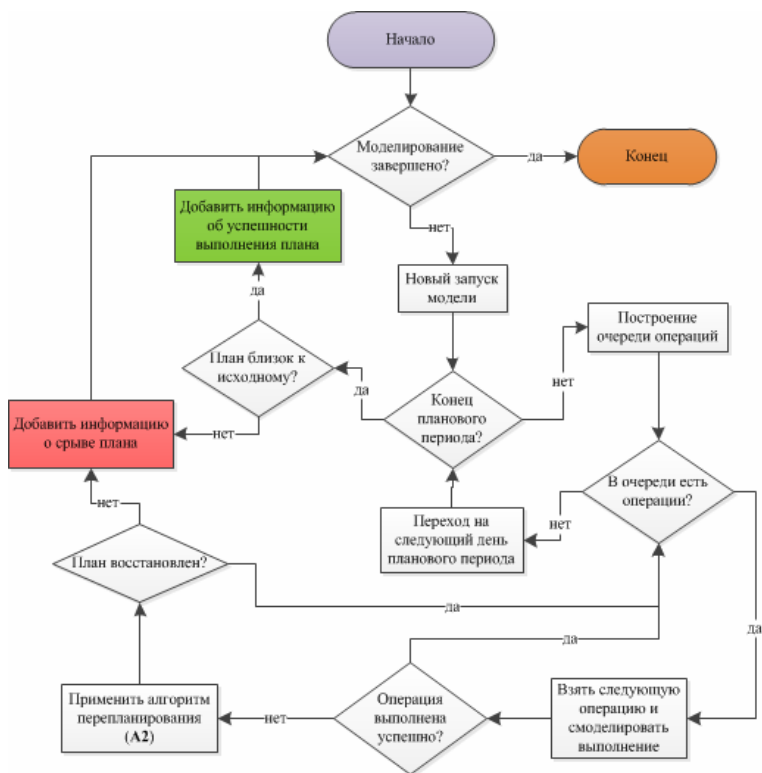 Начало
Моделирование
завершено?
да
Конец
Добавить информацию
об успешности
выполнения плана
нет
Новый запуск
модели
да
Построение
очереди операций
План близок к
исходному?
да
нет
Конец
планового
периода?
Добавить информацию
о срыве плана
нет
В очереди есть
операции?
нет
нет
Переход на
следующий день
планового периода
План восстановлен?
да
да
да
Применить алгоритм
перепланирования
(А2)
нет
Операция
выполнена
успешно?
Взять следующую
операцию и
смоделировать
выполнение